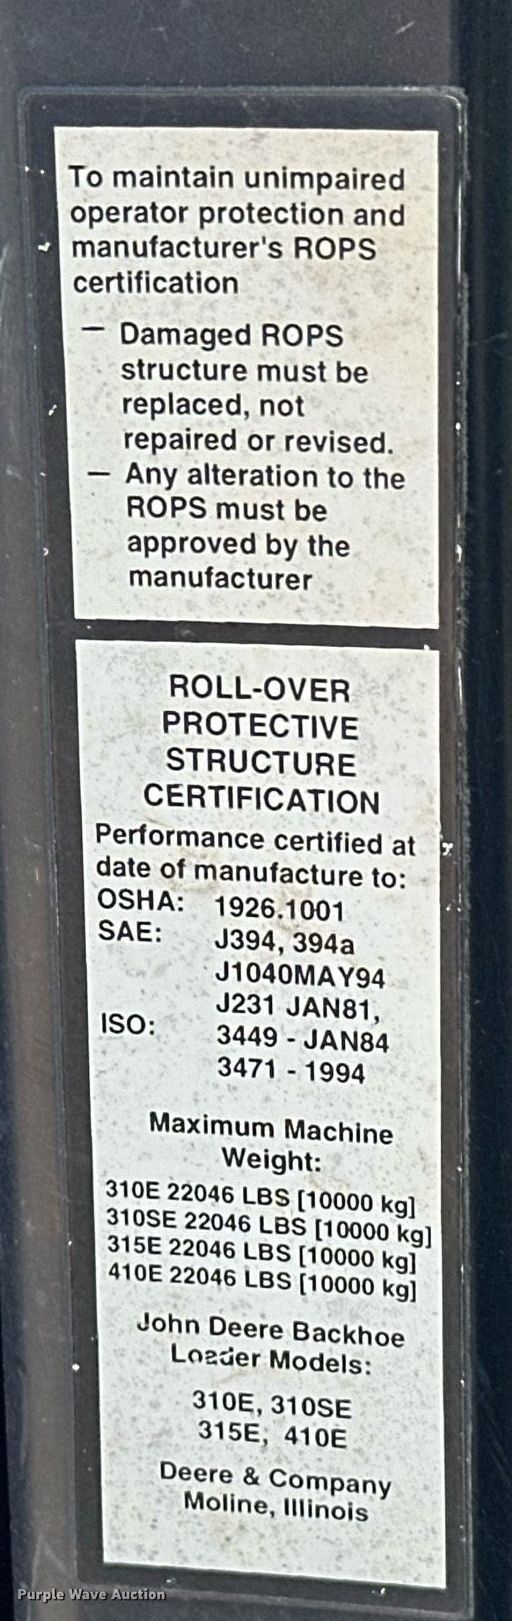 To maintain unimpaired
operator protection and
manufacturer's ROPS
certification
— Damaged ROPS
structure must be
replaced, not
repaired or revised.
— Any alteration to the
ROPS must be
approved by the
manufacturer
ROLL-OVER
PROTECTIVE
STRUCTURE
CERTIFICATION
Performance certified at
date of manufacture to:
OSHA: 1926.1001
SAE: J394, 394a
J1040MAY94
J231 JAN81,
ISO: 3449 - JAN84
3471 - 1994
Maximum Machine
Weight:
310E 22046 LBS [10000 kg]
310SE 22046 LBS [10000 kg]
315E 22046 LBS [10000 kg]
410E 22046 LBS [10000 kg]
John Deere Backhoe
Loader Models:
310E, 310SE
315E, 410E
Deere & Company
Moline, Illinois
Purple Wave Auction